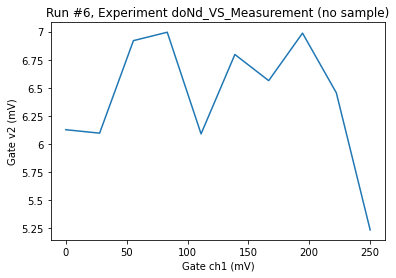 Run #6, Experiment doNd_VS_Measurement (no sample)
7
6.75
6.5
6.25
6
5.75
5.5
5.25
Gate v2 (mV)
0 50 100 150 200 250
Gate ch1 (mV)